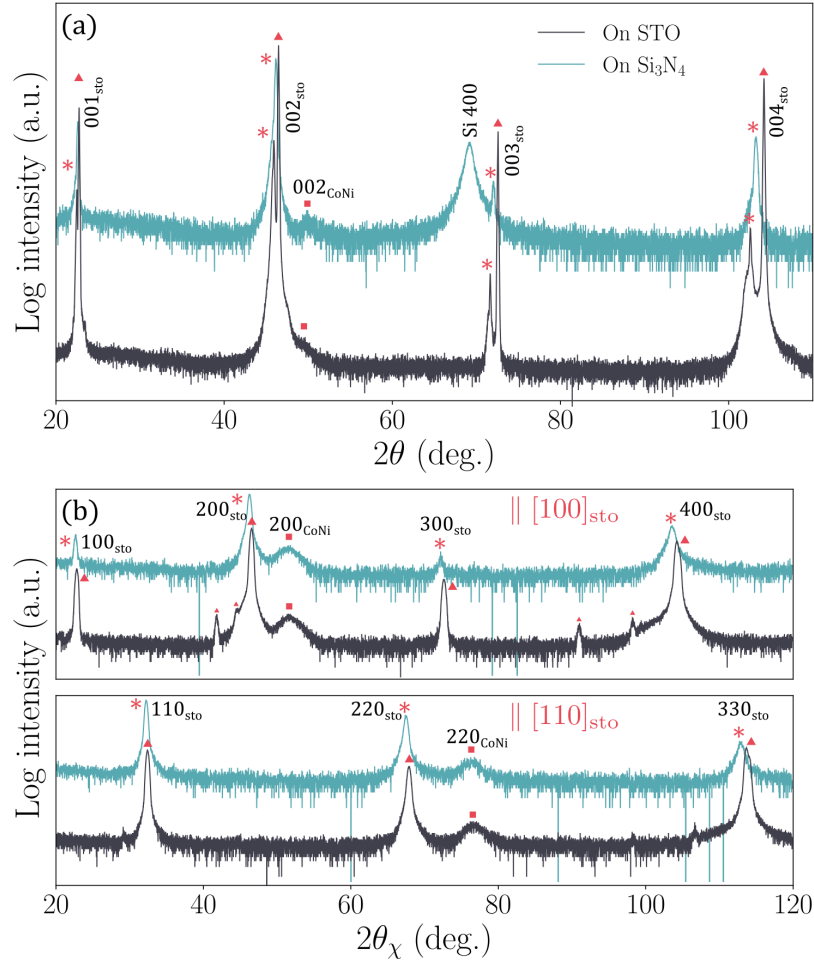 (a)
On STO
On Si₃N₄
001sto
002sto
002CoNi
Si 400
003sto
004sto
Log intensity (a.u.)
20 40 60 80 100
2θ (deg.)
(b)
|| [100]sto
100sto
200sto
200CoNi
300sto
400sto
|| [110]sto
110sto
220sto
220CoNi
330sto
Log intensity (a.u.)
20 40 60 80 100 120
2θχ (deg.)